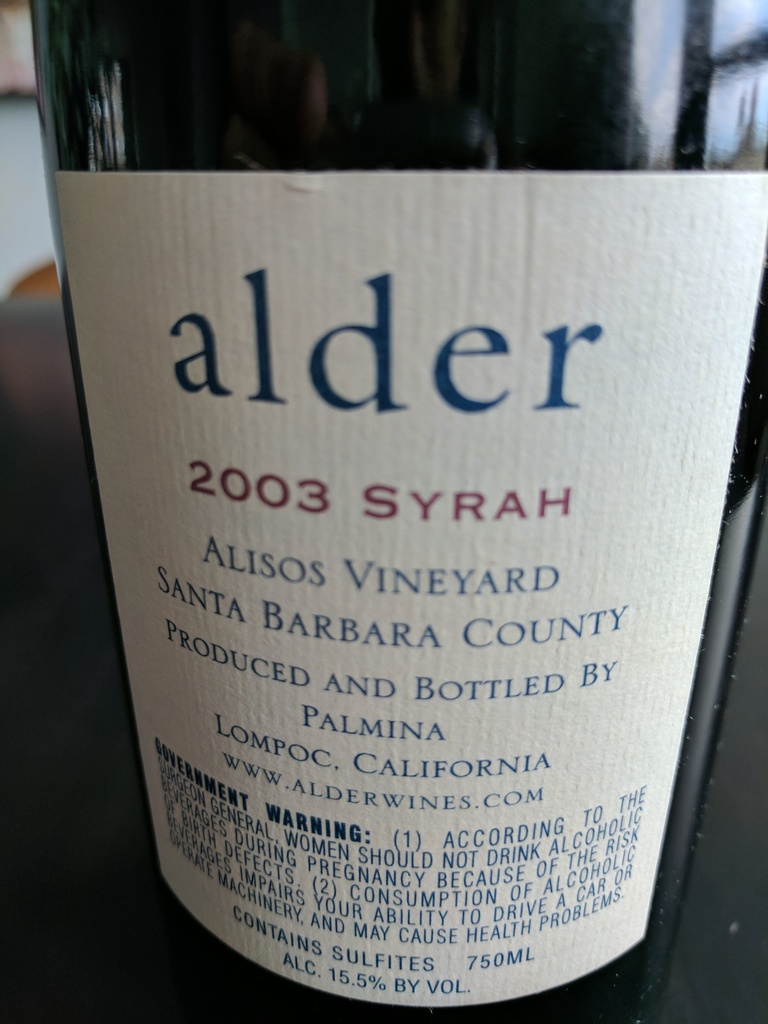 alder
2003 SYRAH
ALISOS VINEYARD
SANTA BARBARA COUNTY
PRODUCED AND BOTTLED BY
PALMINA
LOMPOC, CALIFORNIA
WWW.ALDERWINES.COM
GOVERNMENT WARNING: (1) ACCORDING TO THE
SURGEON GENERAL, WOMEN SHOULD NOT DRINK ALCOHOLIC
BEVERAGES DURING PREGNANCY BECAUSE OF THE RISK
OF BIRTH DEFECTS. (2) CONSUMPTION OF ALCOHOLIC
BEVERAGES IMPAIRS YOUR ABILITY TO DRIVE A CAR OR
OPERATE MACHINERY, AND MAY CAUSE HEALTH PROBLEMS.
CONTAINS SULFITES 750ML
ALC. 15.5% BY VOL.